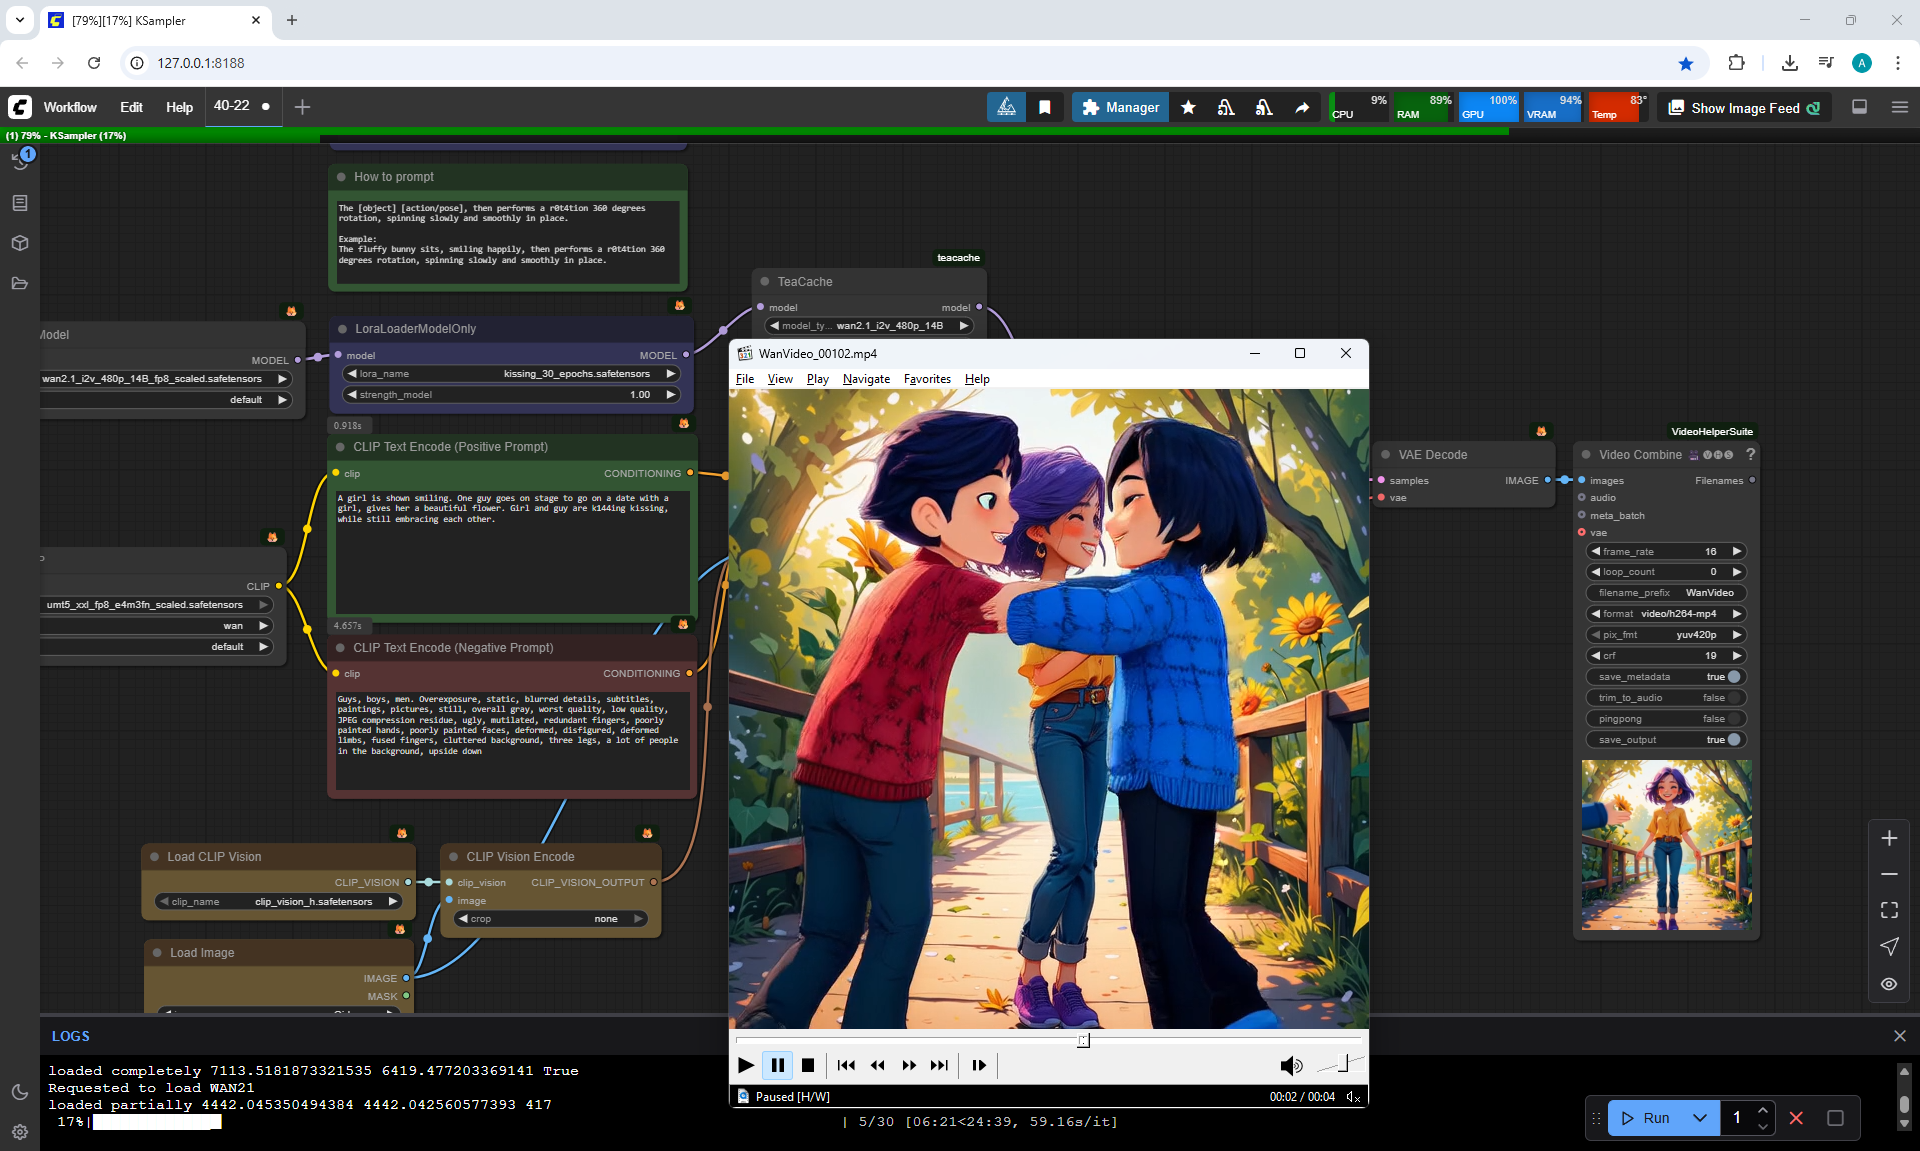 [79%][17%] KSampler
127.0.0.1:8188
A
Workflow
Edit
Help
40-22
Manager
CPU 9%
RAM 89%
GPU 100%
VRAM 94%
Temp 83°
Show Image Feed
(1) 79% - KSampler (17%)
1
How to prompt
The [object] [action/pose], then performs a r0t4tion 360 degrees
rotation, spinning slowly and smoothly in place.
Example:
The fluffy bunny sits, smiling happily, then performs a r0t4tion 360
degrees rotation, spinning slowly and smoothly in place.
teacache
TeaCache
model
model
model_ty... wan2.1_i2v_480p_14B
Model
MODEL
wan2.1_i2v_480p_14B_fp8_scaled.safetensors
default
LoraLoaderModelOnly
model
MODEL
lora_name kissing_30_epochs.safetensors
strength_model 1.00
0.918s
CLIP Text Encode (Positive Prompt)
clip
CONDITIONING
A girl is shown smiling. One guy goes on stage to go on a date with a
girl, gives her a beautiful flower. Girl and guy are k144ing kissing,
while still embracing each other.
CLIP
umt5_xxl_fp8_e4m3fn_scaled.safetensors
wan
default
4.657s
CLIP Text Encode (Negative Prompt)
clip
CONDITIONING
Guys, boys, men. Overexposure, static, blurred details, subtitles,
paintings, pictures, still, overall gray, worst quality, low quality,
JPEG compression residue, ugly, mutilated, redundant fingers, poorly
painted hands, poorly painted faces, deformed, disfigured, deformed
limbs, fused fingers, cluttered background, three legs, a lot of people
in the background, upside down
Load CLIP Vision
CLIP_VISION
clip_name clip_vision_h.safetensors
CLIP Vision Encode
clip_vision
CLIP_VISION_OUTPUT
image
crop none
Load Image
IMAGE
MASK
WanVideo_00102.mp4
File
View
Play
Navigate
Favorites
Help
Paused [H/W]
00:02 / 00:04
VAE Decode
samples
IMAGE
vae
VideoHelperSuite
Video Combine
VHS
?
images
Filenames
audio
meta_batch
vae
frame_rate 16
loop_count 0
filename_prefix WanVideo
format video/h264-mp4
pix_fmt yuv420p
crf 19
save_metadata true
trim_to_audio false
pingpong false
save_output true
LOGS
loaded completely 7113.5181873321535 6419.477203369141 True
Requested to load WAN21
loaded partially 4442.045350494384 4442.042560577393 417
17%| | 5/30 [06:21<24:39, 59.16s/it]
Run
1